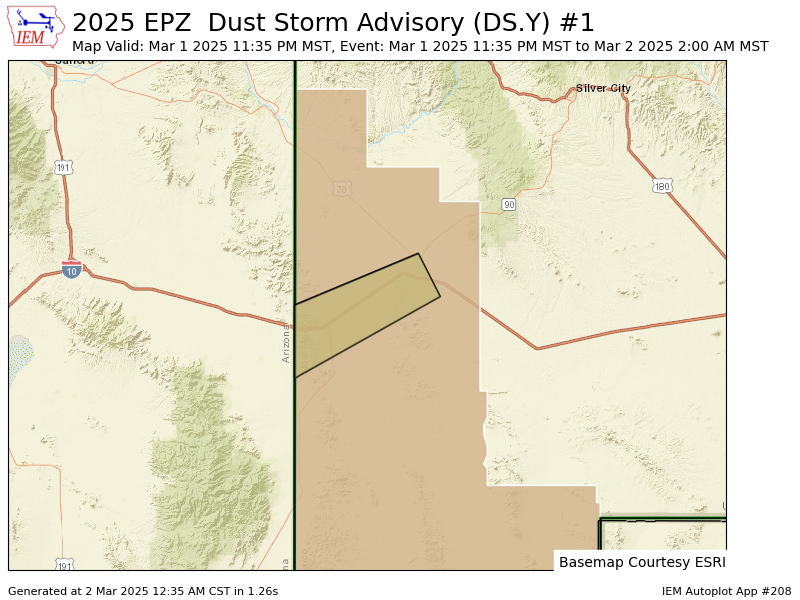 IEM
2025 EPZ  Dust Storm Advisory (DS.Y) #1
Map Valid: Mar 1 2025 11:35 PM MST, Event: Mar 1 2025 11:35 PM MST to Mar 2 2025 2:00 AM MST
Silver City
191
70
180
90
10
Arizona
191
Basemap Courtesy ESRI
Generated at 2 Mar 2025 12:35 AM CST in 1.26s
IEM Autoplot App #208